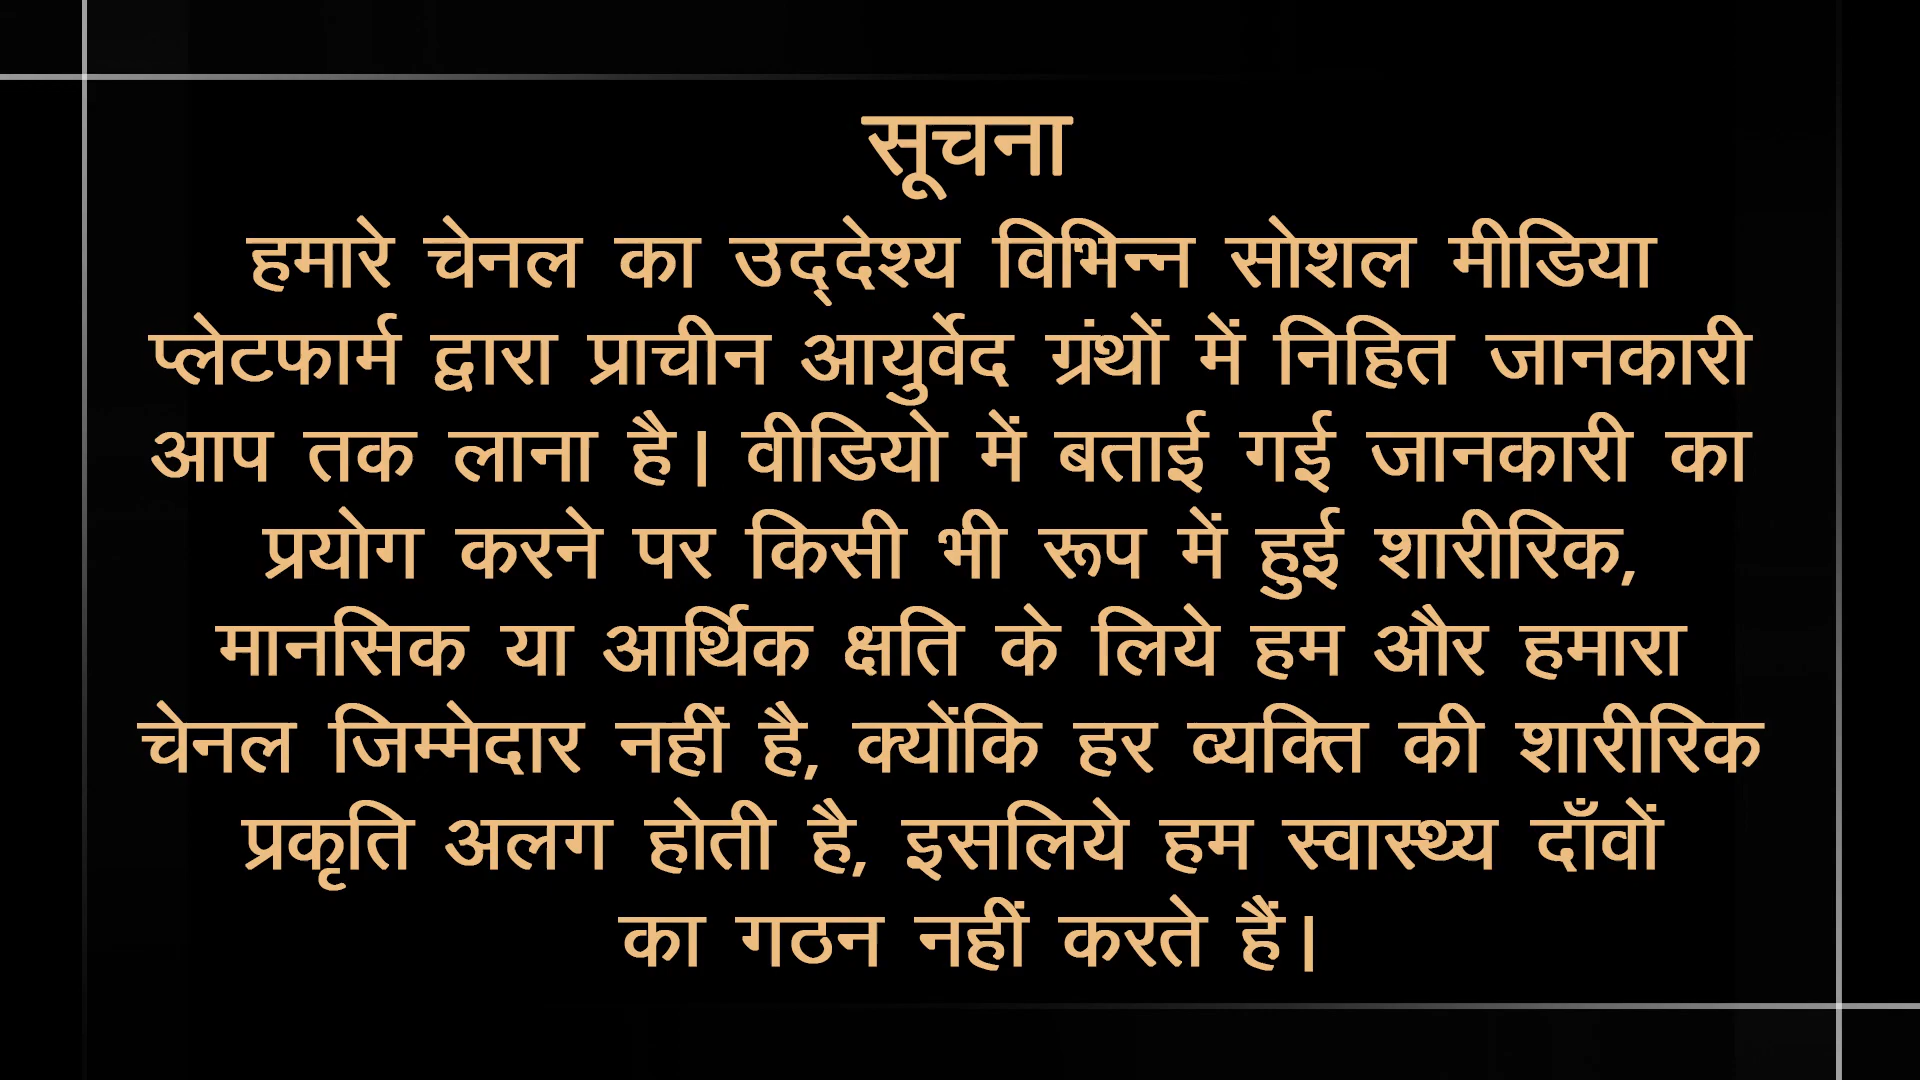 सूचना
हमारे चेनल का उद्‌देश्य विभिन्न सोशल मीडिया
प्लेटफार्म द्वारा प्राचीन आयुर्वेद ग्रंथों में निहित जानकारी
आप तक लाना है। वीडियो में बताई गई जानकारी का
प्रयोग करने पर किसी भी रूप में हुई शारीरिक,
मानसिक या आर्थिक क्षति के लिये हम और हमारा
चेनल जिम्मेदार नहीं है, क्योंकि हर व्यक्ति की शारीरिक
प्रकृति अलग होती है, इसलिये हम स्वास्थ्य दाँवों
का गठन नहीं करते हैं।